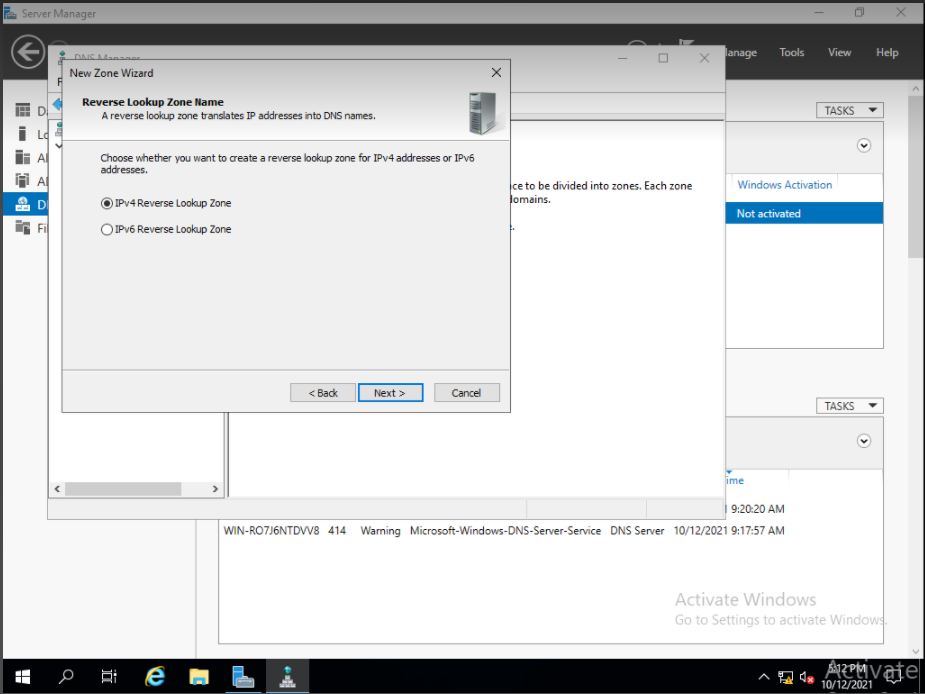 Server Manager
Manage Tools View Help
DNS Manager
New Zone Wizard
Reverse Lookup Zone Name
A reverse lookup zone translates IP addresses into DNS names.
TASKS
Choose whether you want to create a reverse lookup zone for IPv4 addresses or IPv6
addresses.
ce to be divided into zones. Each zone
domains.
Windows Activation
IPv4 Reverse Lookup Zone
Not activated
IPv6 Reverse Lookup Zone
< Back Next > Cancel
TASKS
ime
9:20:20 AM
WIN-RO7J6NTDVV8 414 Warning Microsoft-Windows-DNS-Server-Service DNS Server 10/12/2021 9:17:57 AM
Activate Windows
Go to Settings to activate Windows.
5:12 PM
10/12/2021
Activate